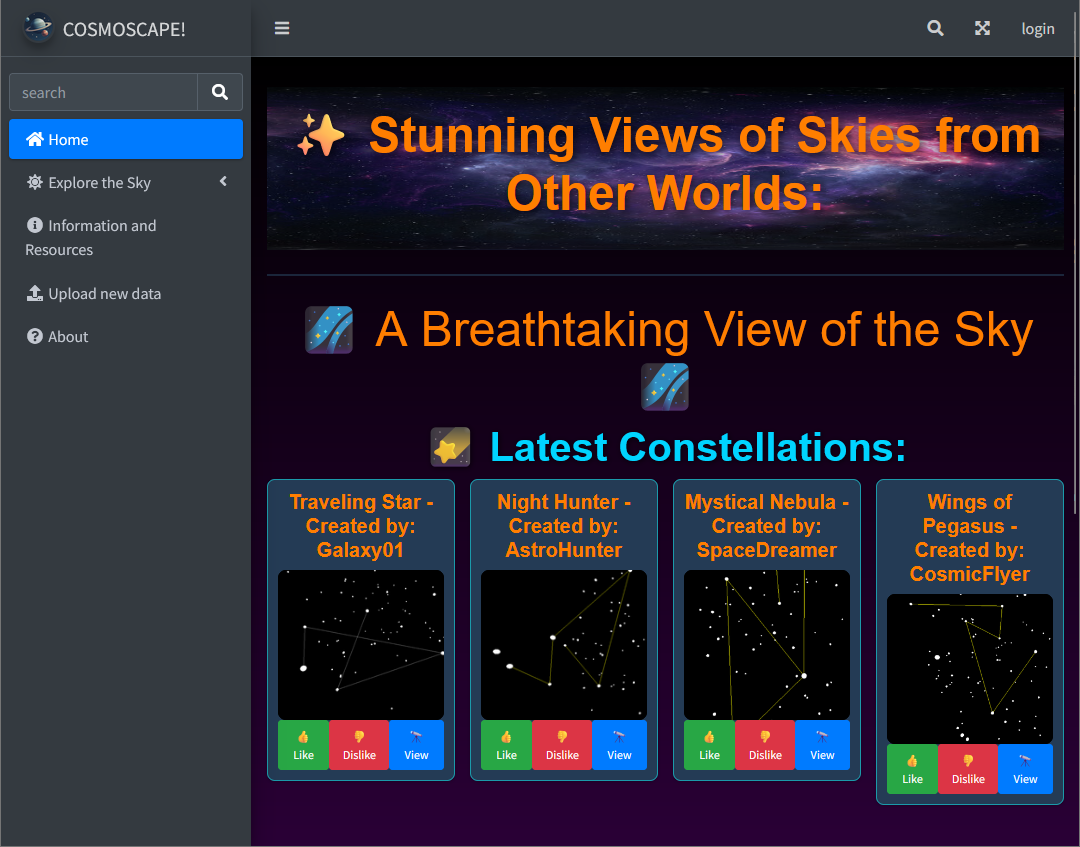 COSMOSCAPE!
login
search
Home
Explore the Sky
Information and
Resources
Upload new data
About
✨ Stunning Views of Skies from
Other Worlds:
🌌 A Breathtaking View of the Sky
🌌
🌠 Latest Constellations:
Traveling Star -
Created by:
Galaxy01
👍
Like
👎
Dislike
🔭
View
Night Hunter -
Created by:
AstroHunter
👍
Like
👎
Dislike
🔭
View
Mystical Nebula -
Created by:
SpaceDreamer
👍
Like
👎
Dislike
🔭
View
Wings of
Pegasus -
Created by:
CosmicFlyer
👍
Like
👎
Dislike
🔭
View